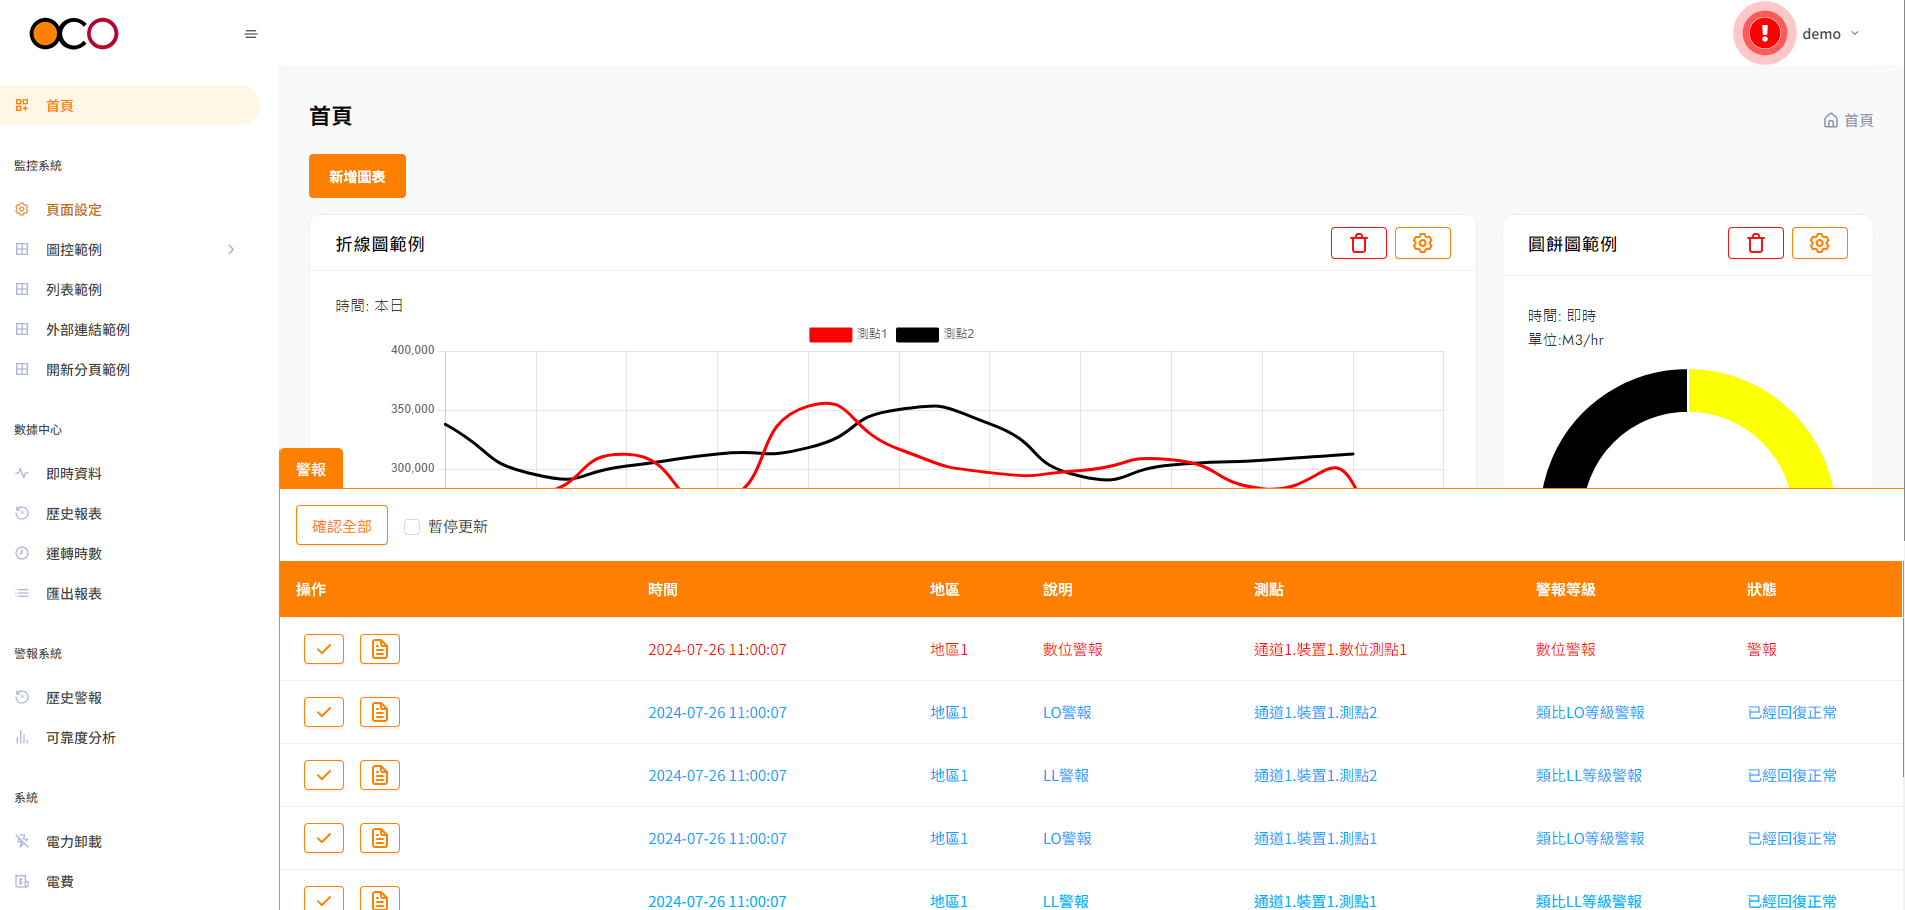 OCO
demo
首頁
監控系統
頁面設定
圖控範例
列表範例
外部連結範例
開新分頁範例
數據中心
即時資料
歷史報表
運轉時數
匯出報表
警報系統
歷史警報
可靠度分析
系統
電力卸載
電費
首頁
首頁
新增圖表
折線圖範例
時間: 本日
測點1 測點2
400,000
350,000
300,000
圓餅圖範例
時間: 即時
單位:M3/hr
警報
確認全部 暫停更新
操作 時間 地區 說明 測點 警報等級 狀態
2024-07-26 11:00:07 地區1 數位警報 通道1.裝置1.數位測點1 數位警報 警報
2024-07-26 11:00:07 地區1 LO警報 通道1.裝置1.測點2 類比LO等級警報 已經回復正常
2024-07-26 11:00:07 地區1 LL警報 通道1.裝置1.測點2 類比LL等級警報 已經回復正常
2024-07-26 11:00:07 地區1 LO警報 通道1.裝置1.測點1 類比LO等級警報 已經回復正常
2024-07-26 11:00:07 地區1 LL警報 通道1.裝置1.測點1 類比LL等級警報 已經回復正常